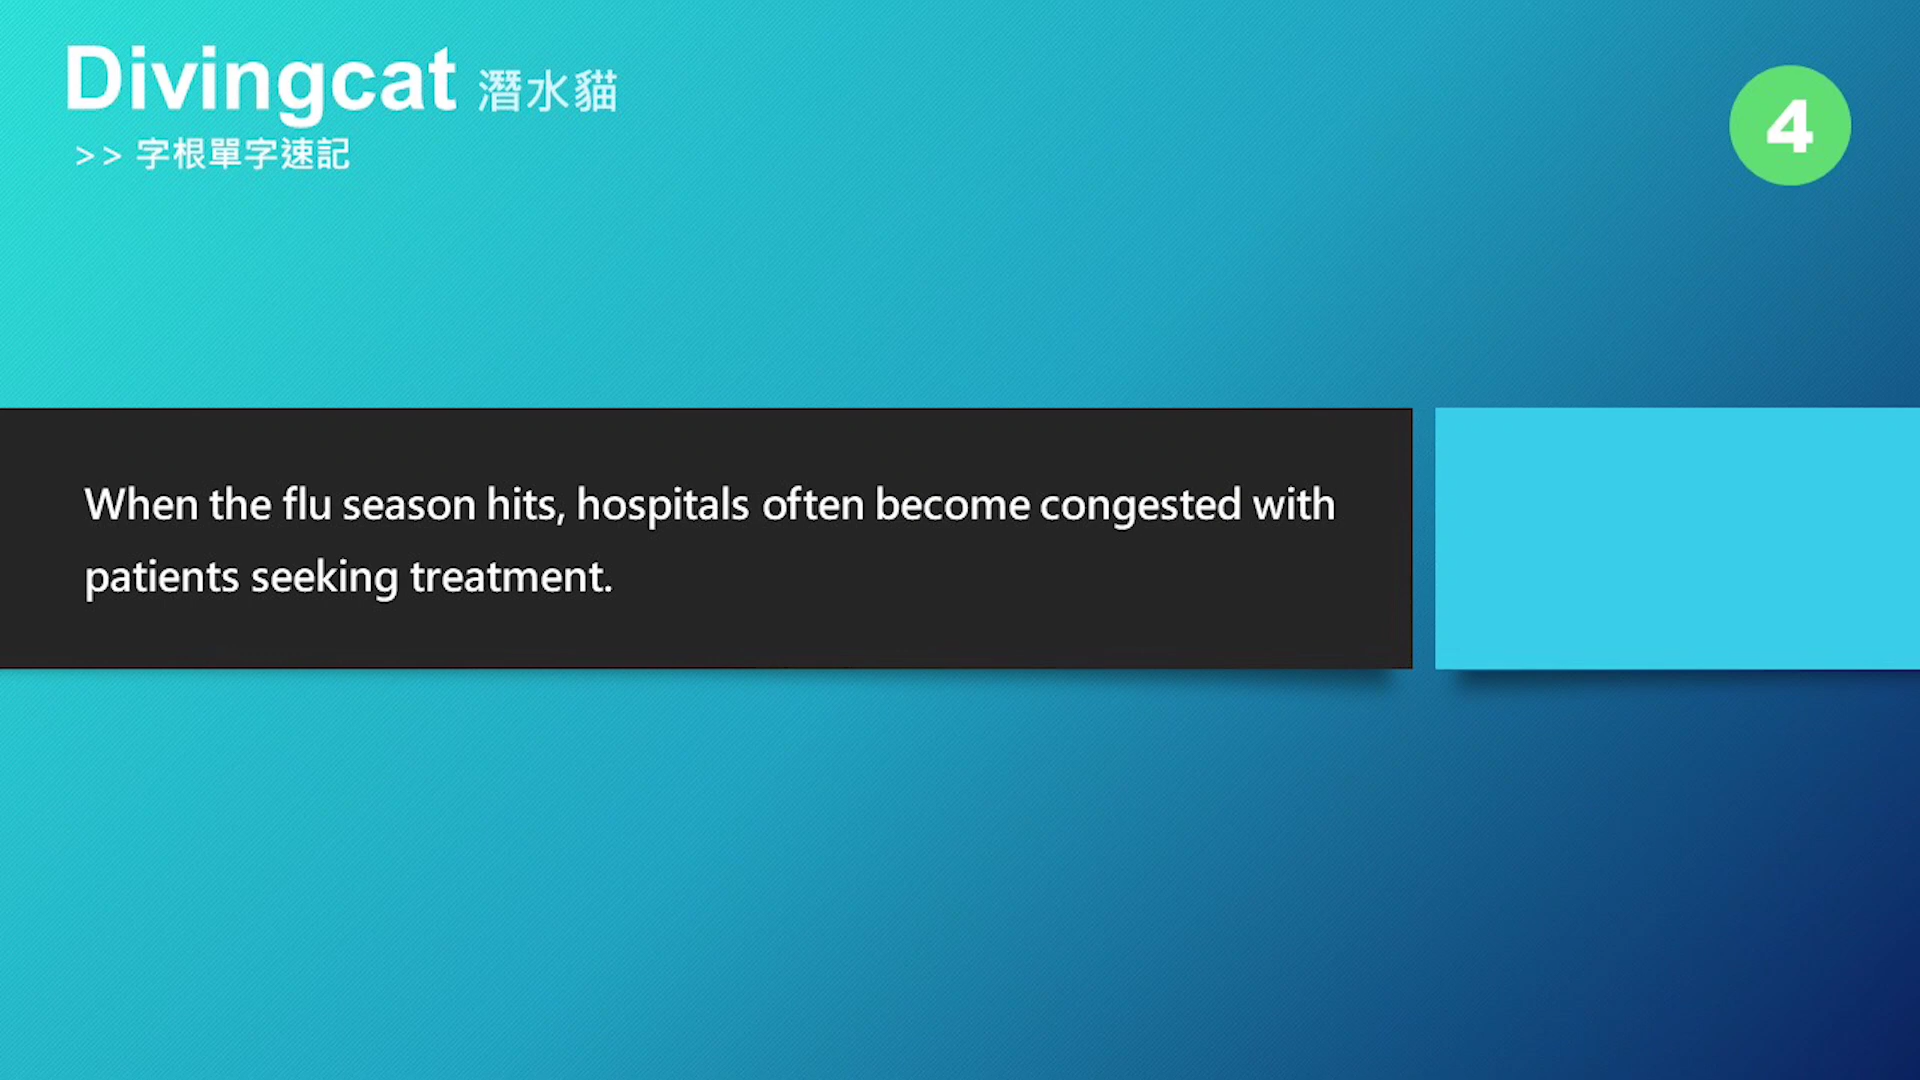 Divingcat 潛水貓
>> 字根單字速記
4
When the flu season hits, hospitals often become congested with
patients seeking treatment.